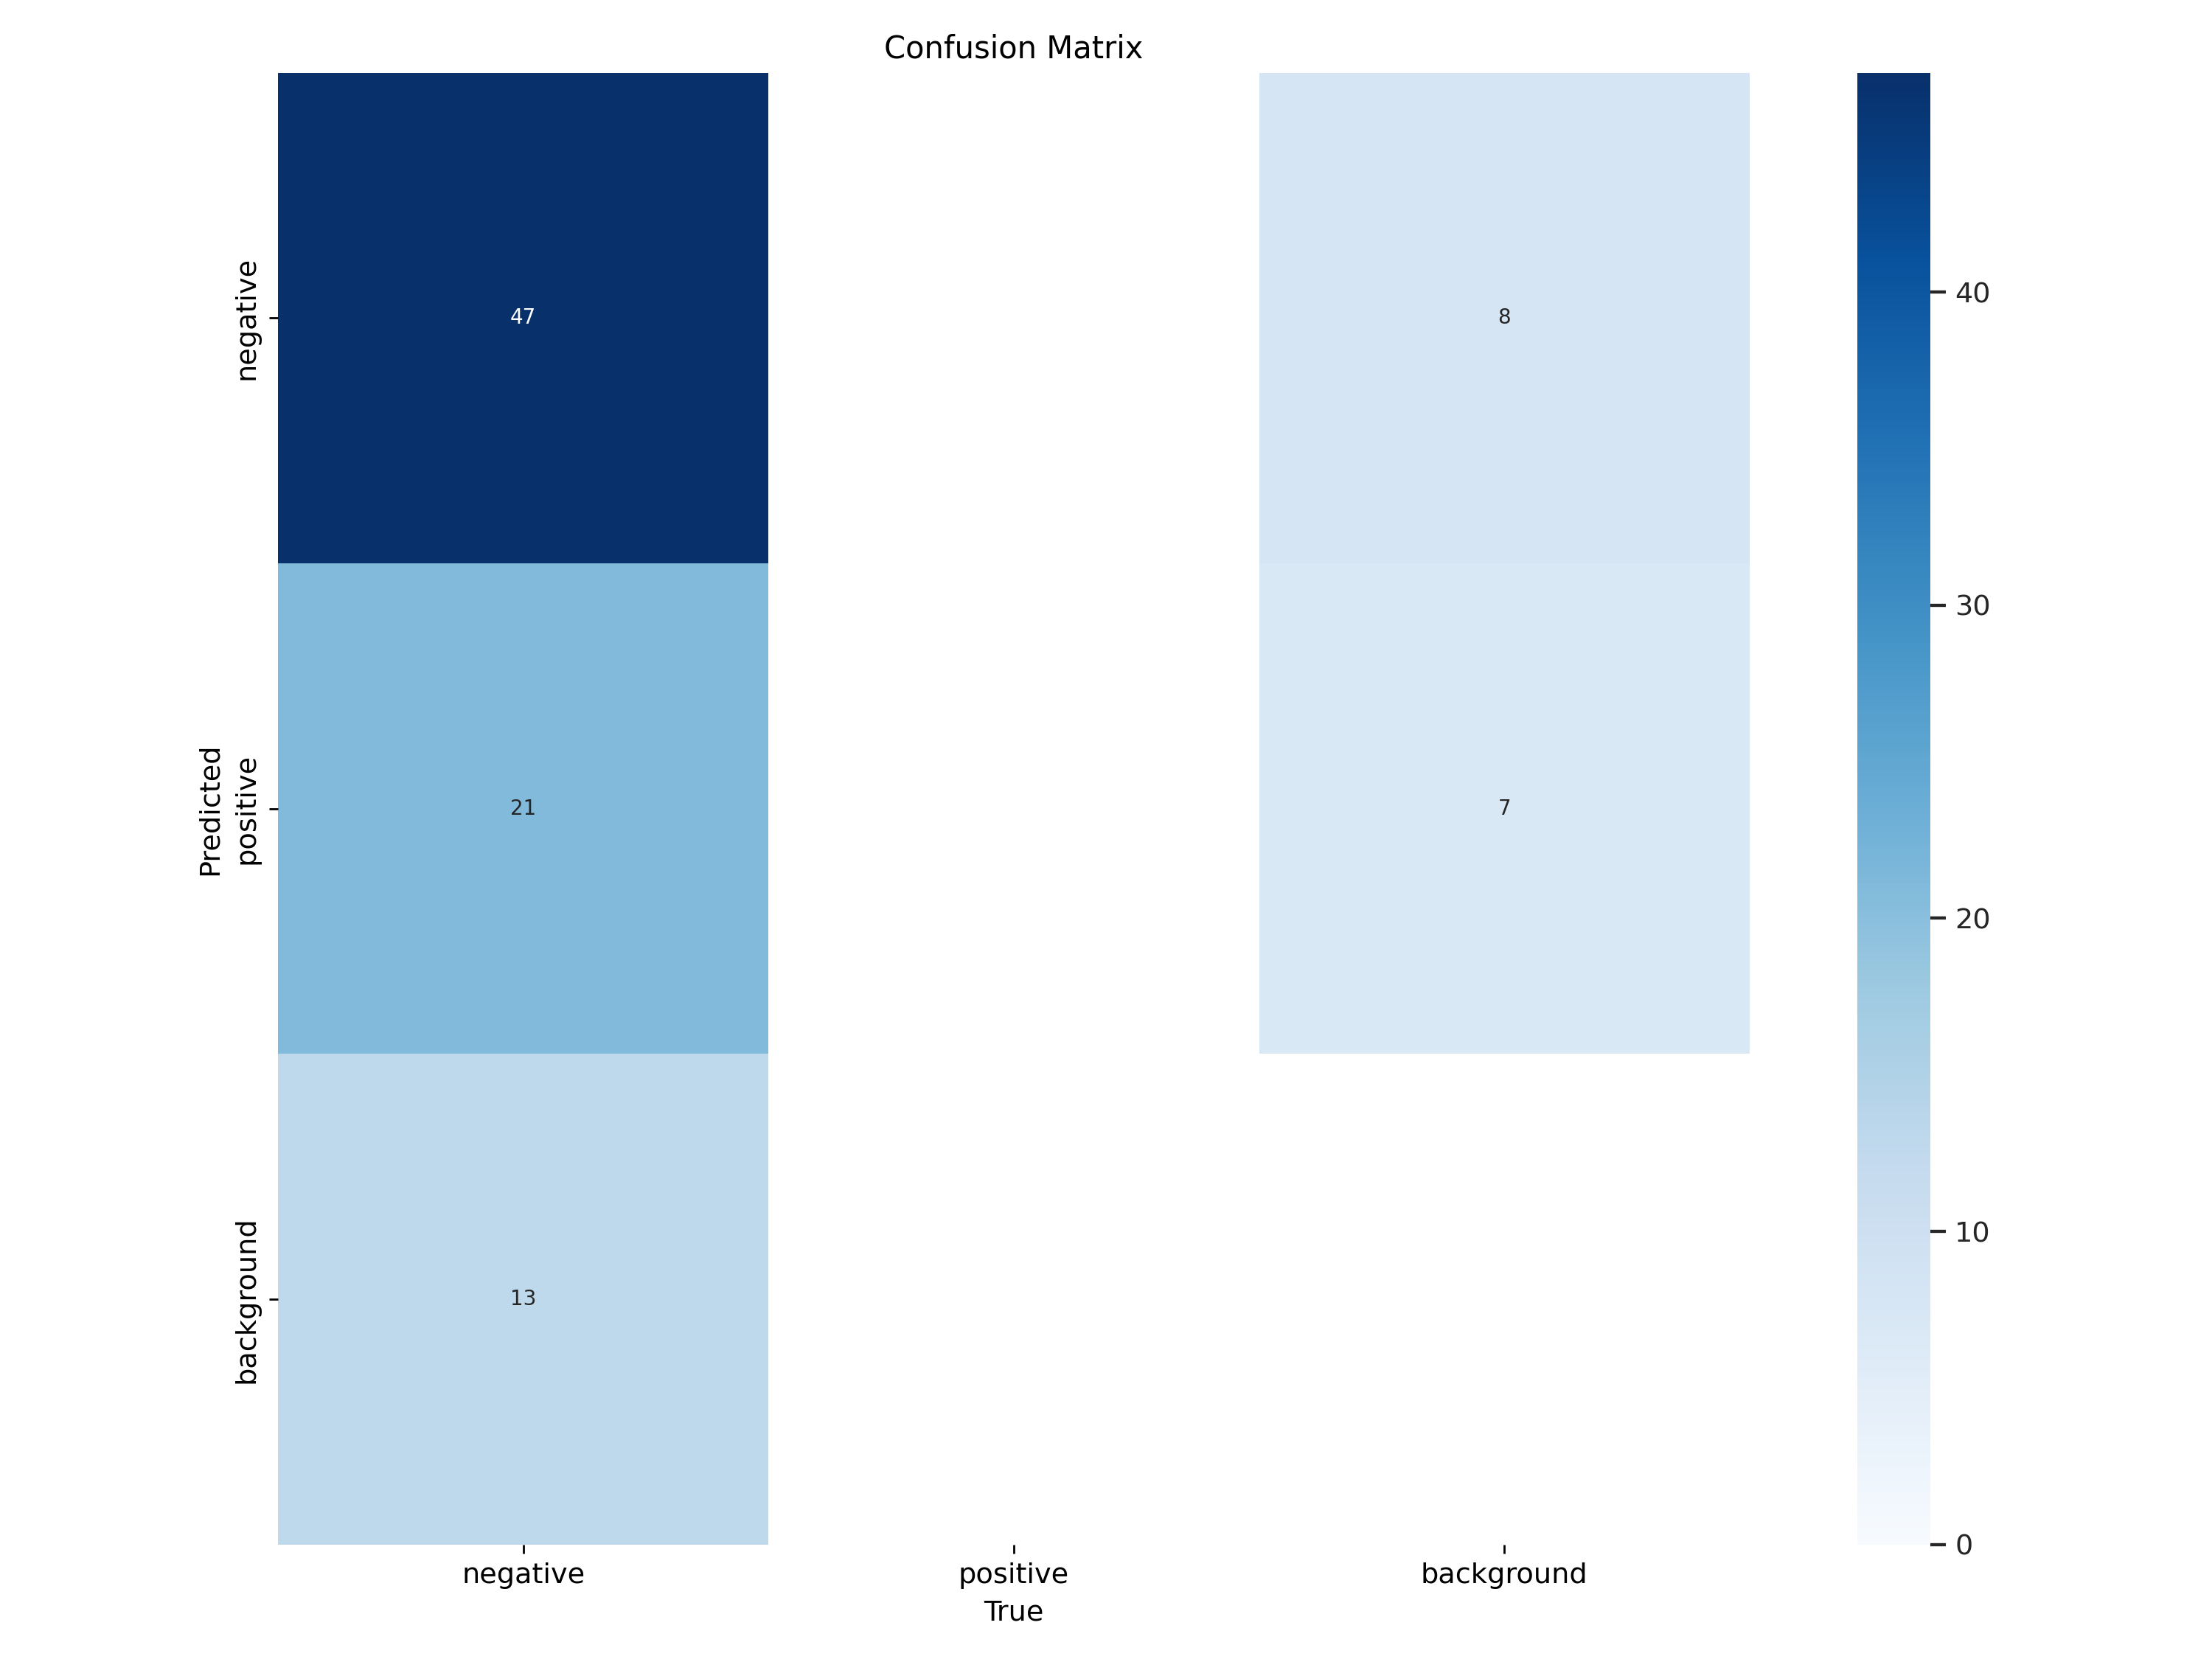 Confusion Matrix
negative
47
8
40
30
Predicted
positive
21
7
20
background
13
10
0
negative
positive
background
True